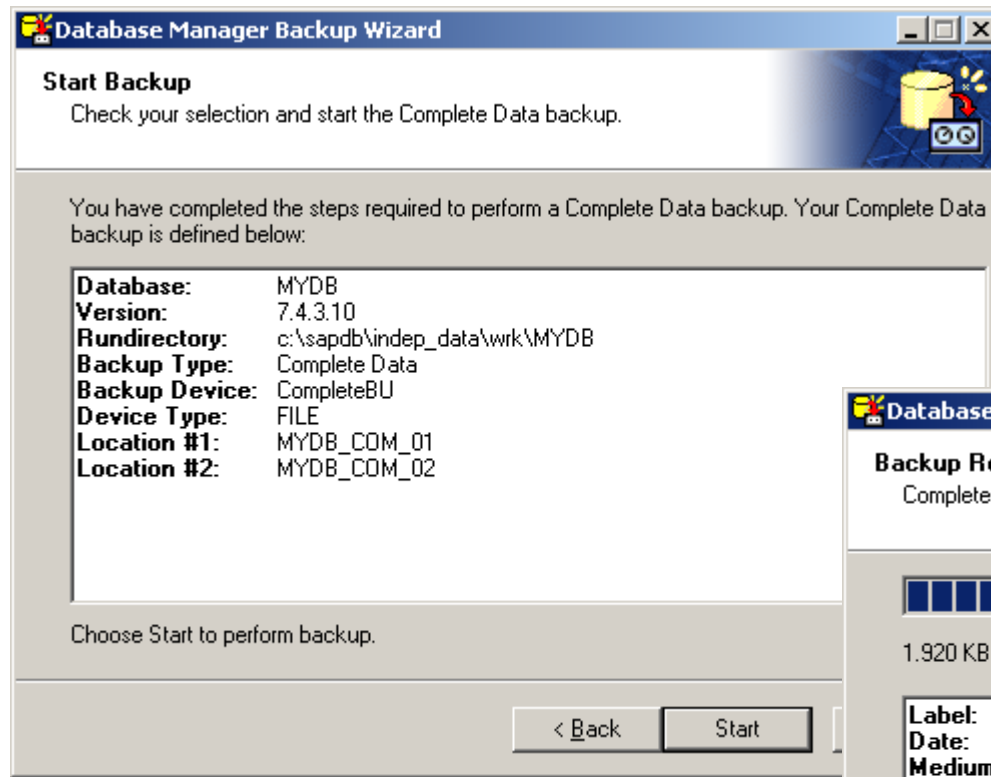 Database Manager Backup Wizard
Start Backup
Check your selection and start the Complete Data backup.
You have completed the steps required to perform a Complete Data backup. Your Complete Data
backup is defined below:
Database: MYDB
Version: 7.4.3.10
Rundirectory: c:\sapdb\indep_data\wrk\MYDB
Backup Type: Complete Data
Backup Device: CompleteBU
Device Type: FILE
Location #1: MYDB_COM_01
Location #2: MYDB_COM_02
Choose Start to perform backup.
< Back
Start
Database
Backup
Complete
1.920 KB
Label:
Date:
Medium